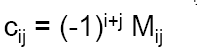 cᵢⱼ = (-1)ⁱ⁺ʲ Mᵢⱼ